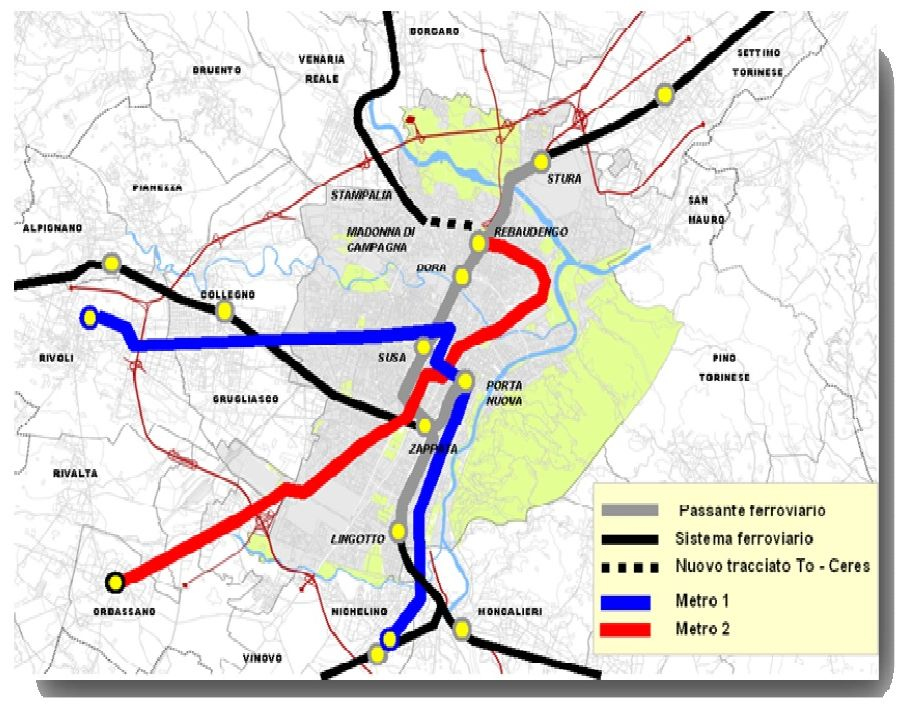 BORGARO
VENARIA
REALE
DRUENTO
SETTIMO
TORINESE
PIANEZZA
STURA
STAMPALIA
SAN
MAURO
ALPIGNANO
MADONNA DI
CAMPAGNA
REBAUDENGO
DORA
COLLEGNO
RIVOLI
SUSA
PINO
TORINESE
GRUGLIASCO
PORTA
NUOVA
ZAPPATA
RIVALTA
LINGOTTO
ORBASSANO
NICHELINO
MONCALIERI
VINOVO
Passante ferroviario
Sistema ferroviario
Nuovo tracciato To - Ceres
Metro 1
Metro 2